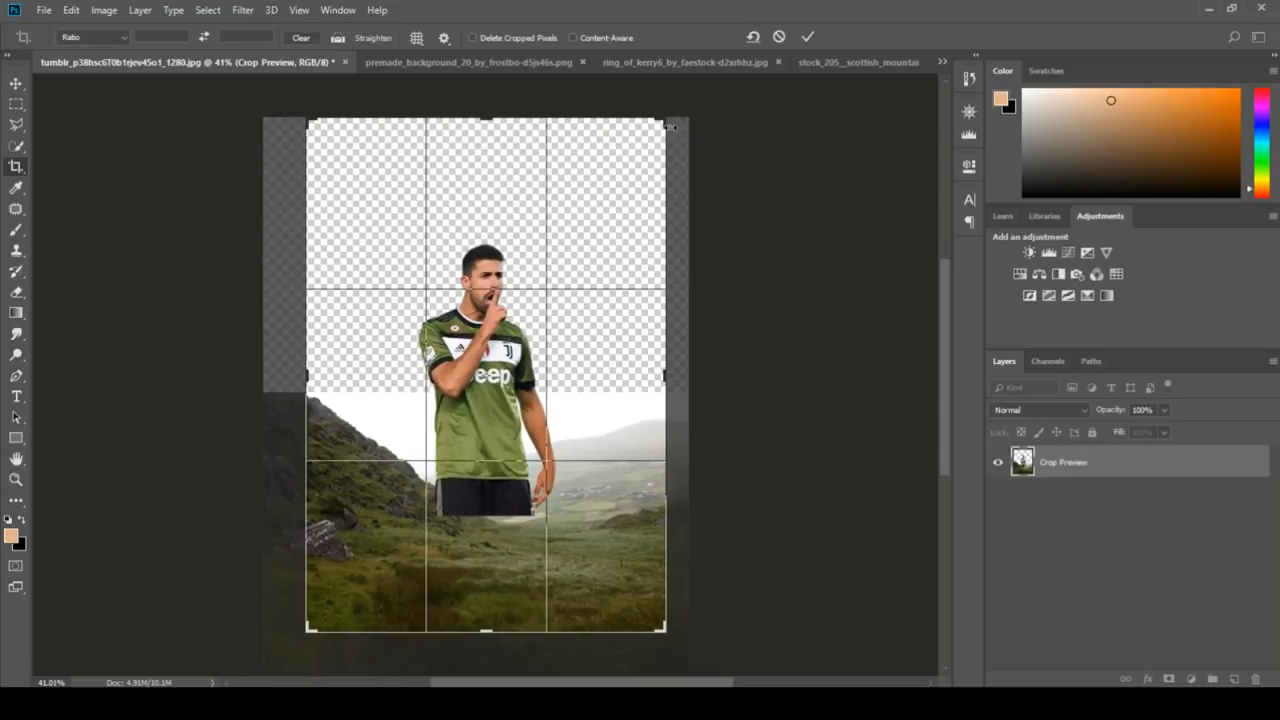 Ps File Edit Image Layer Type Select Filter 3D View Window Help
Ratio Clear Straighten Delete Cropped Pixels Content-Aware
tumblr_p38hsc6T0b1rjev45o1_1280.jpg @ 41% (Crop Preview, RGB/8) * premade_background_20_by_frostbo-d5js46s.png ring_of_kerry6_by_faestock-d2xrhhz.jpg stock_205__scottish_mountai
Color Swatches
Learn Libraries Adjustments
Add an adjustment
Jeep
Layers Channels Paths
Kind
Normal Opacity: 100%
Lock: Fill: 100%
Crop Preview
41.01% Doc: 4.91M/10.1M